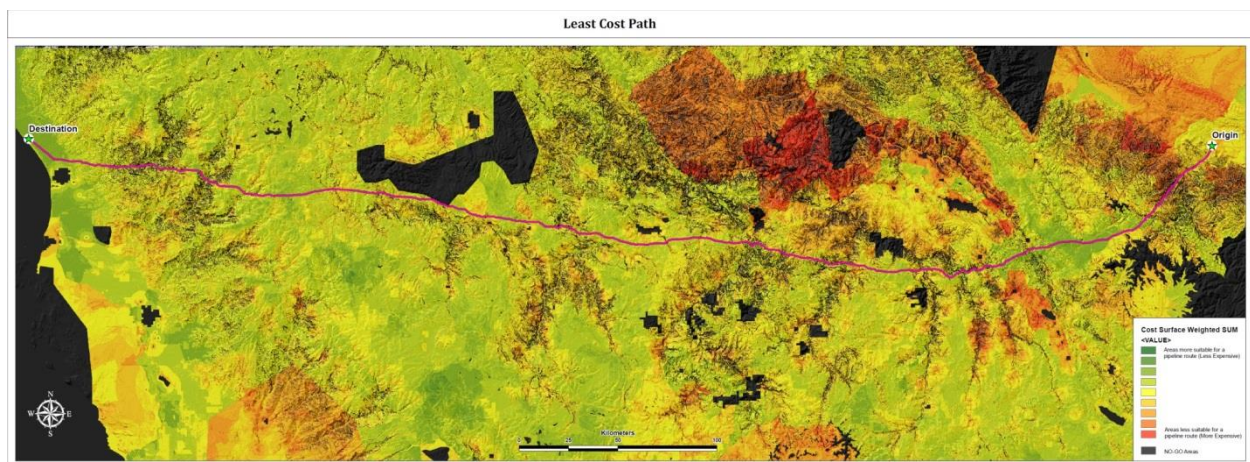 Least Cost Path
Destination
Origin
N
W E
S
Kilometers
0 25 50 100
Cost Surface Weighted SUM
<VALUE>
Areas more suitable for a
pipeline route (Less Expensive)
Areas less suitable for a
pipeline route (More Expensive)
NO-GO Areas